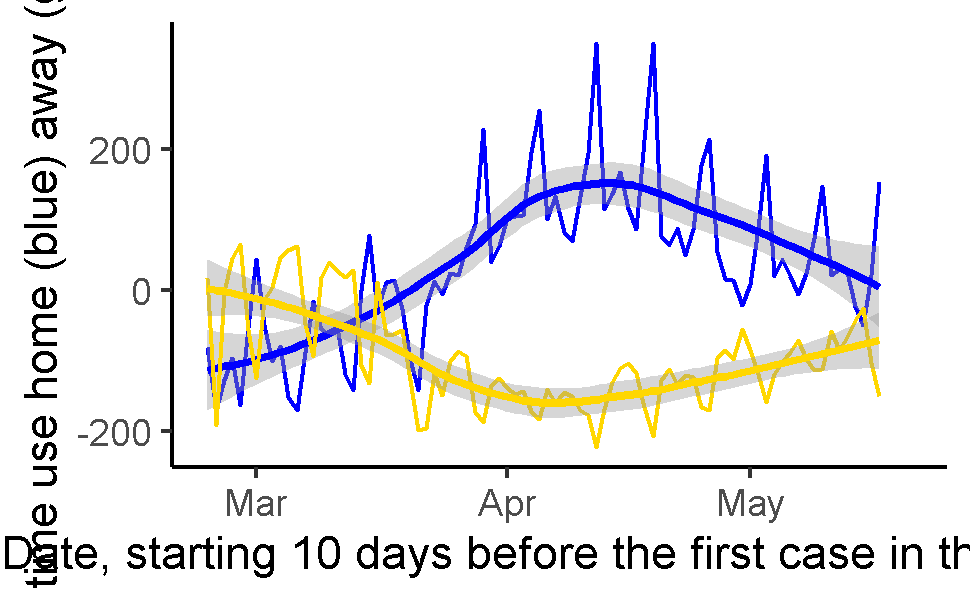 time use home (blue) away (
200
0
-200
Mar Apr May
Date, starting 10 days before the first case in th